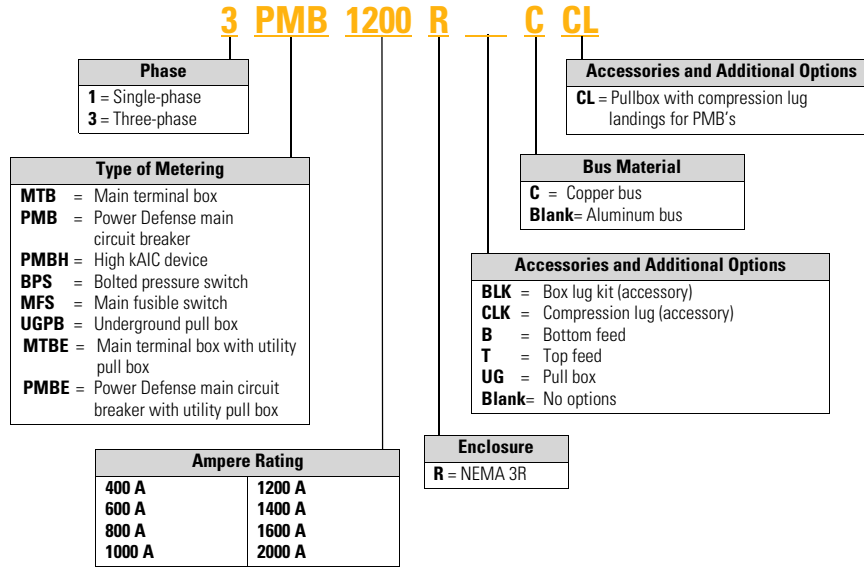 3 PMB 1200 R __ C CL
Phase
1 = Single-phase
3 = Three-phase
Accessories and Additional Options
CL = Pullbox with compression lug
landings for PMB's
Type of Metering
MTB = Main terminal box
PMB = Power Defense main
circuit breaker
PMBH = High kAIC device
BPS = Bolted pressure switch
MFS = Main fusible switch
UGPB = Underground pull box
MTBE = Main terminal box with utility
pull box
PMBE = Power Defense main circuit
breaker with utility pull box
Bus Material
C = Copper bus
Blank= Aluminum bus
Accessories and Additional Options
BLK = Box lug kit (accessory)
CLK = Compression lug (accessory)
B = Bottom feed
T = Top feed
UG = Pull box
Blank= No options
Enclosure
R = NEMA 3R
Ampere Rating
400 A 1200 A
600 A 1400 A
800 A 1600 A
1000 A 2000 A